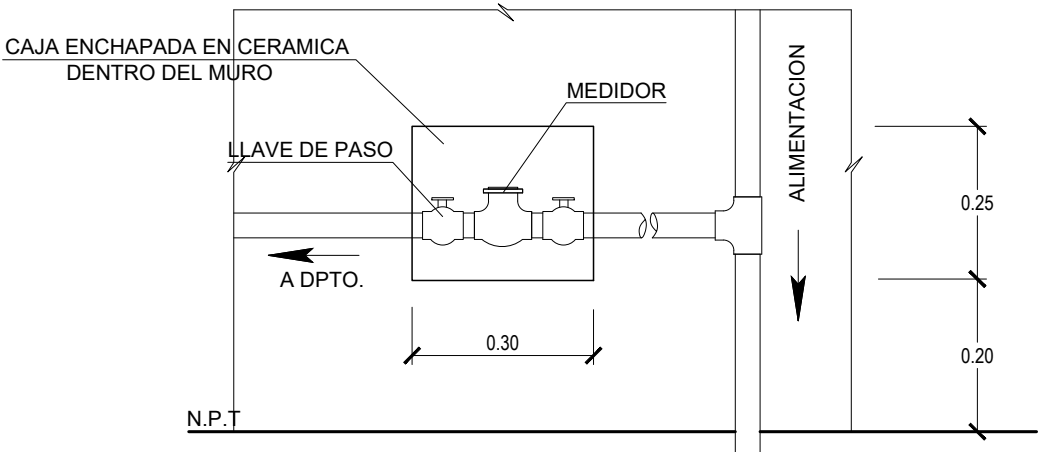 CAJA ENCHAPADA EN CERAMICA
DENTRO DEL MURO
MEDIDOR
ALIMENTACION
LLAVE DE PASO
0.25
A DPTO.
0.30
0.20
N.P.T